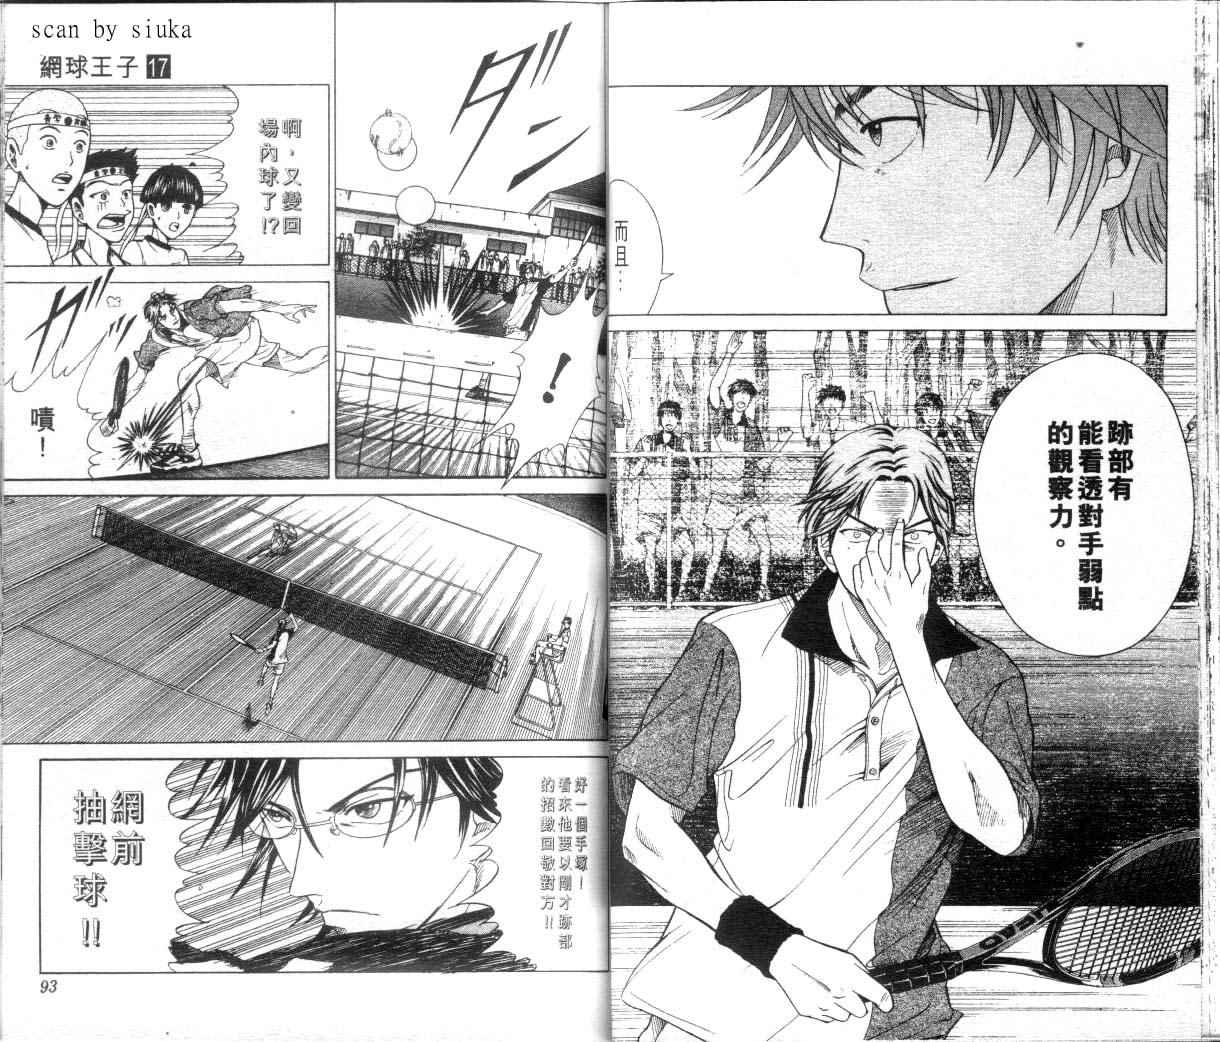 scan by siuka
網球王子 17
而且…
跡部有
能看透對手弱點
的觀察力。
ダン
!
啊,又變回
場內球了!?
ガッ
嘖!
好一個手塚!
看來他要以剛才跡部
的招數回敬對方!!
網前
抽擊球!!
93